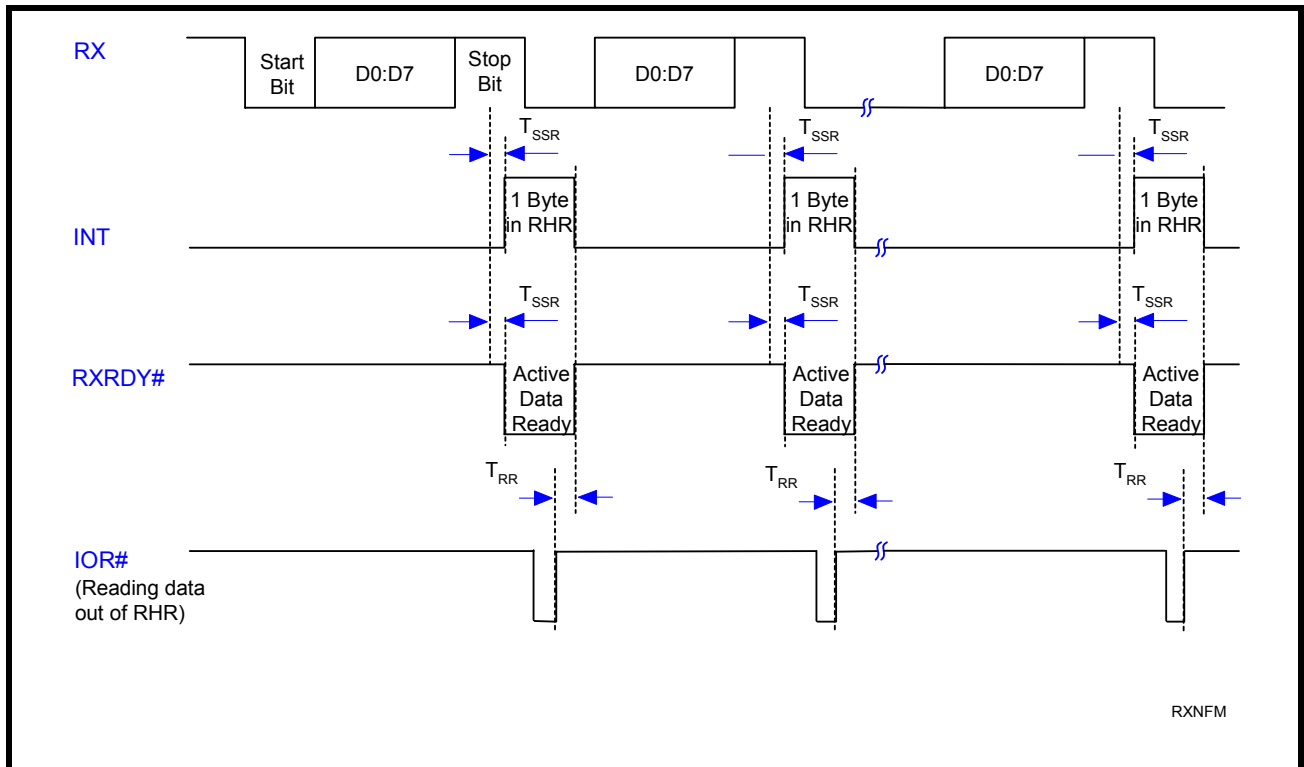 RX
Start
Bit
D0:D7
Stop
Bit
D0:D7
D0:D7
TSSR
TSSR
TSSR
INT
1 Byte
in RHR
1 Byte
in RHR
1 Byte
in RHR
TSSR
TSSR
TSSR
RXRDY#
Active
Data
Ready
Active
Data
Ready
Active
Data
Ready
TRR
TRR
TRR
IOR#
(Reading data
out of RHR)
RXNFM